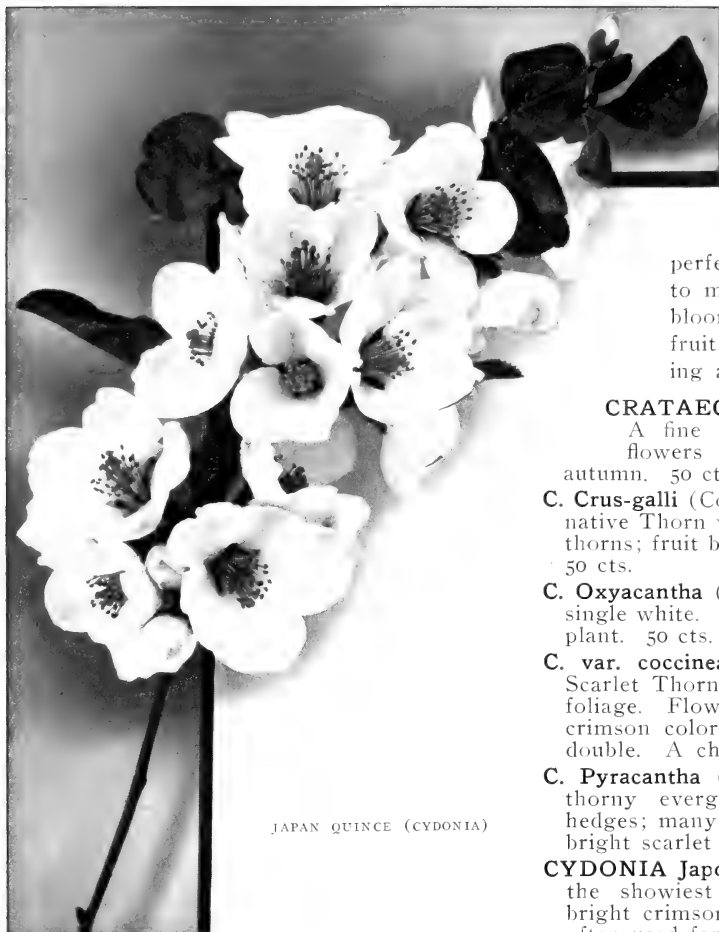 perfe
to m
bloor
fruit
ing a
CRATAEG
A fine
flowers
autumn. 50 ct
C. Crus-galli (Co
native Thorn
thorns; fruit b
50 cts.
C. Oxyacantha (
single white.
plant. 50 cts.
C. var. coccinea
Scarlet Thorn
foliage. Flow
crimson color
double. A ch
C. Pyracantha (
thorny everg
hedges; many
bright scarlet
CYDONIA Japo
the showiest
bright crimson
JAPAN QUINCE (CYDONIA)